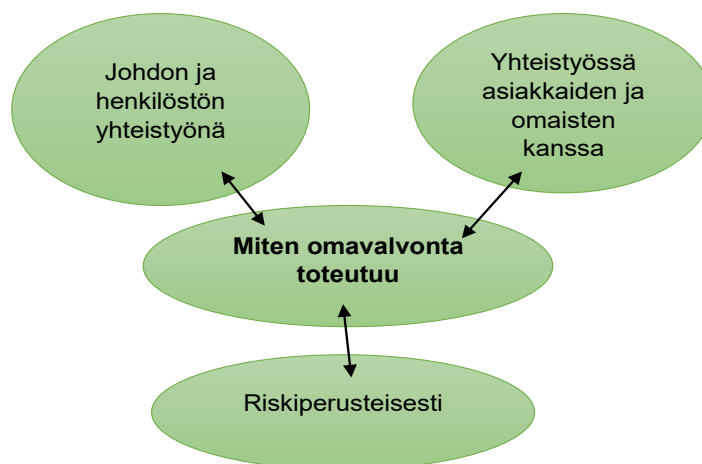 Johdon ja
henkilöstön
yhteistyönä
Yhteistyössä
asiakkaiden ja
omaisten
kanssa
Miten omavalvonta
toteutuu
Riskiperusteisesti